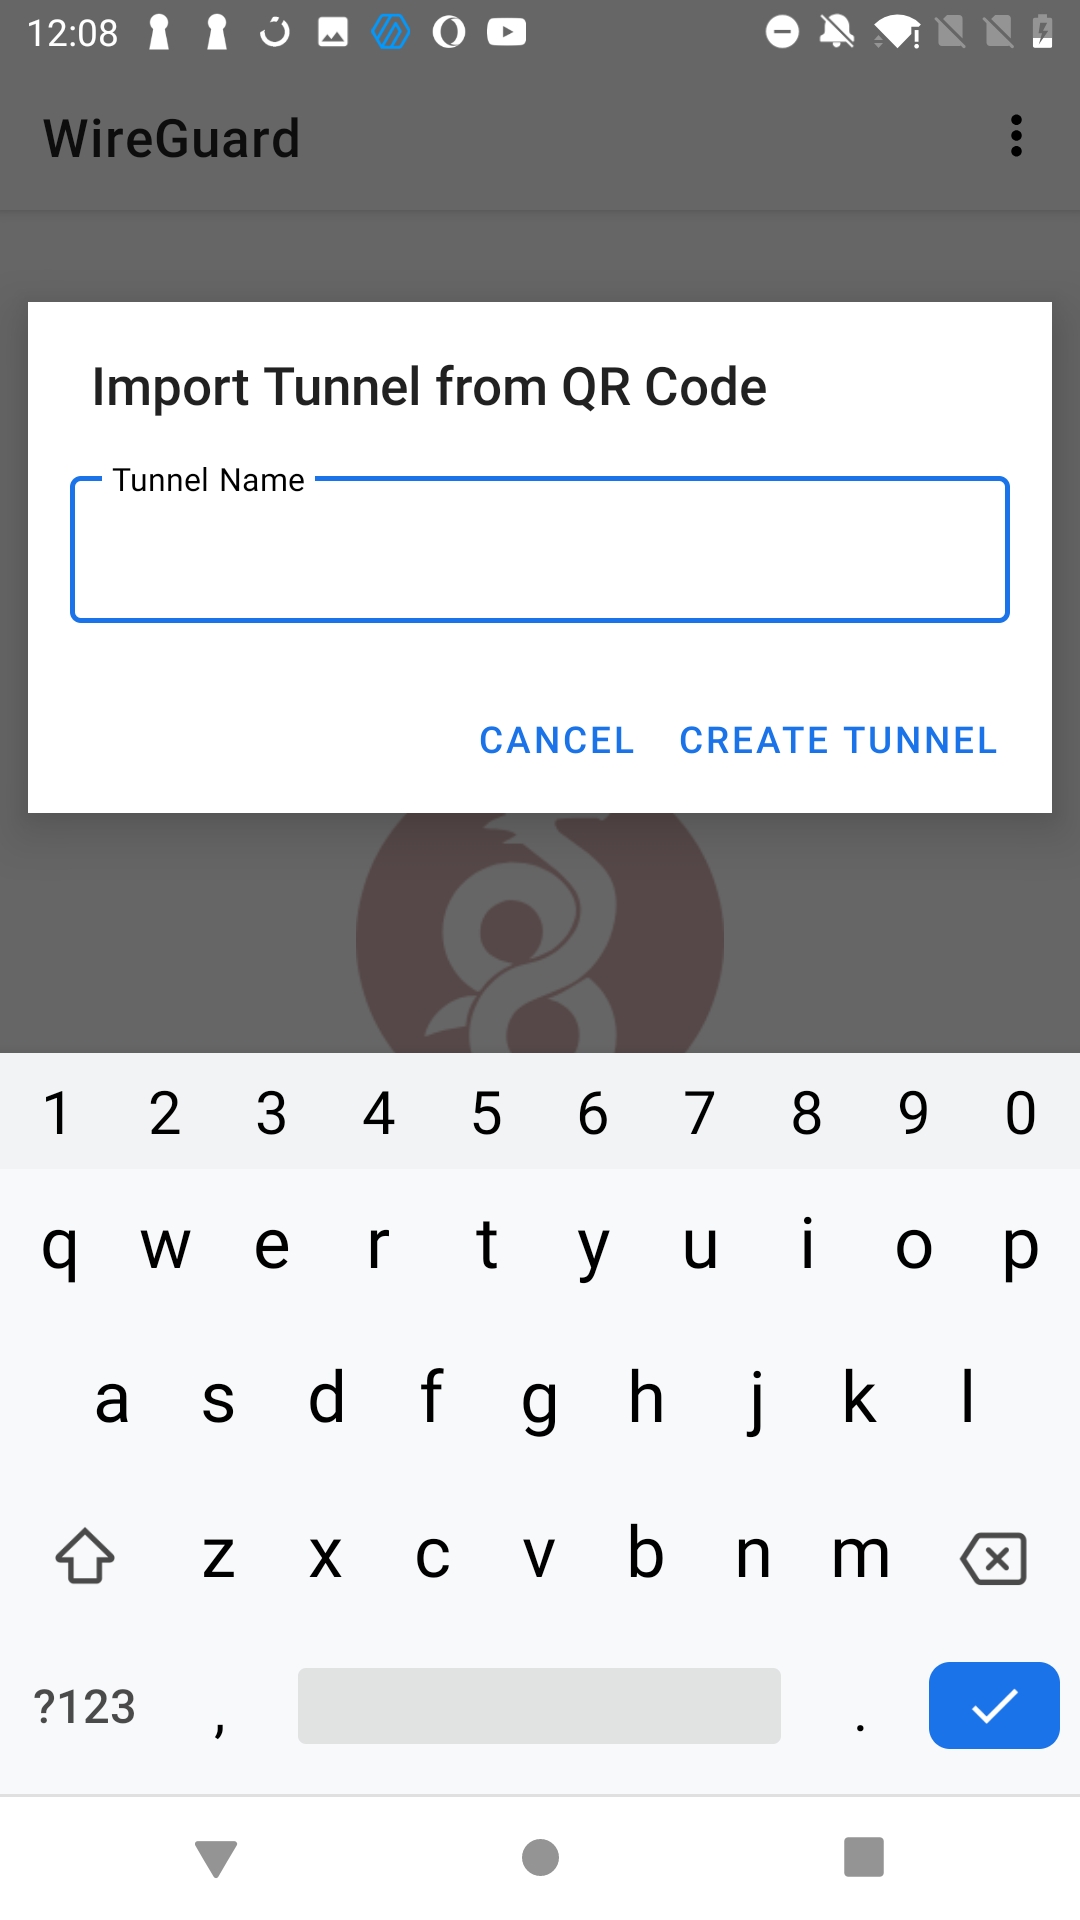 12:08
WireGuard
Import Tunnel from QR Code
Tunnel Name
CANCEL CREATE TUNNEL
1 2 3 4 5 6 7 8 9 0
q w e r t y u i o p
a s d f g h j k l
z x c v b n m
?123 , .